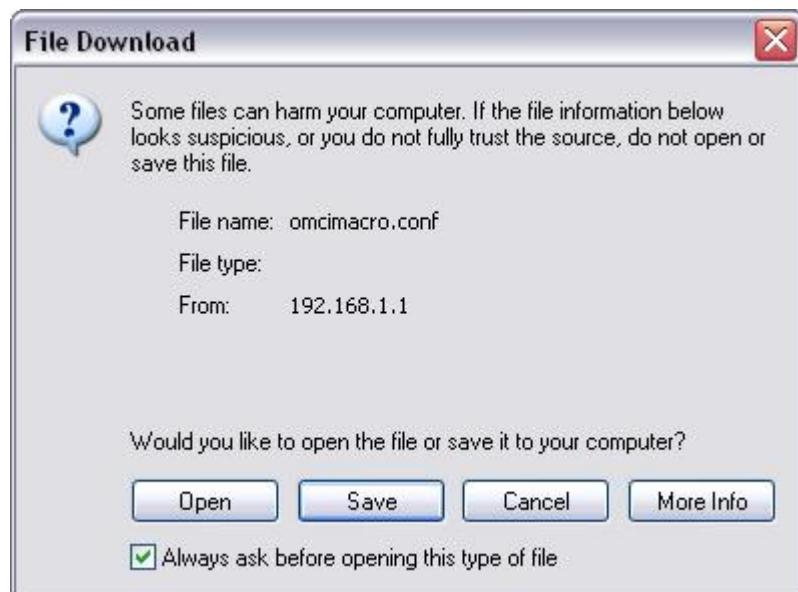 File Download
Some files can harm your computer. If the file information below
looks suspicious, or you do not fully trust the source, do not open or
save this file.
File name: omcimacro.conf
File type:
From: 192.168.1.1
Would you like to open the file or save it to your computer?
Open Save Cancel More Info
Always ask before opening this type of file